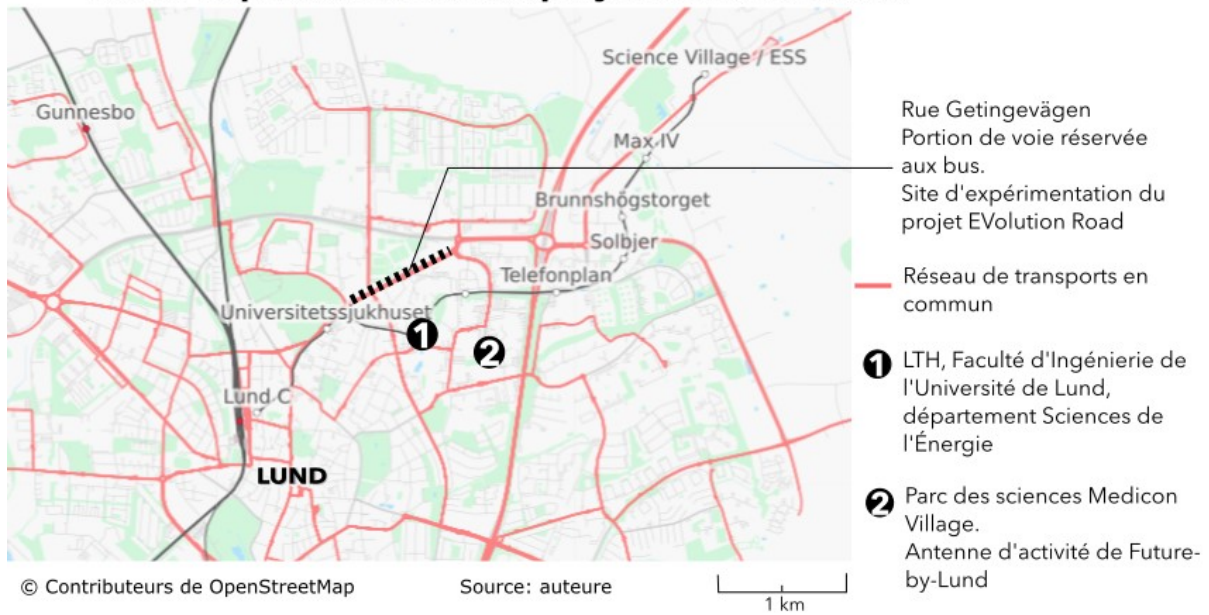 Science Village / ESS
Gunnesbo
Max IV
Brunnshögstorget
Solbjer
Telefonplan
Universitetssjukhuset
1
2
Lund C
LUND
Rue Getingevägen
Portion de voie réservée
aux bus.
Site d'expérimentation du
projet EVolution Road
Réseau de transports en
commun
1 LTH, Faculté d'Ingénierie de
l'Université de Lund,
département Sciences de
l'Énergie
2 Parc des sciences Medicon
Village.
Antenne d'activité de Future-
by-Lund
© Contributeurs de OpenStreetMap
Source: auteure
1 km